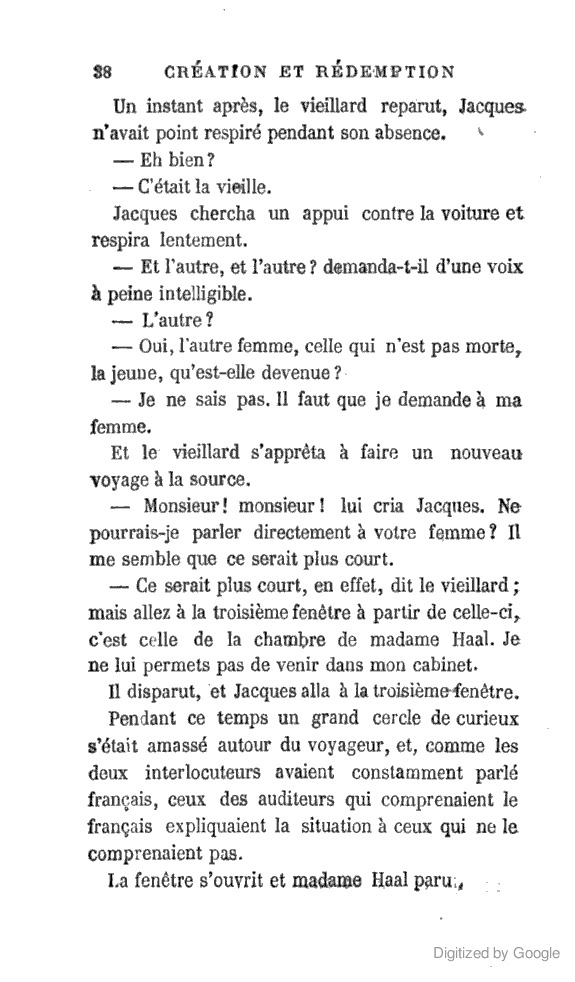 38 CRÉATION ET RÉDEMPTION
Un instant après, le vieillard reparut, Jacques
n'avait point respiré pendant son absence.
— Eh bien?
— C'était la vieille.
Jacques chercha un appui contre la voiture et
respira lentement.
— Et l'autre, et l'autre? demanda-t-il d'une voix
à peine intelligible.
— L'autre?
— Oui, l'autre femme, celle qui n'est pas morte,
la jeune, qu'est-elle devenue?
— Je ne sais pas. Il faut que je demande à ma
femme.
Et le vieillard s'apprêta à faire un nouveau
voyage à la source.
— Monsieur! monsieur! lui cria Jacques. Ne
pourrais-je parler directement à votre femme? Il
me semble que ce serait plus court.
— Ce serait plus court, en effet, dit le vieillard;
mais allez à la troisième fenêtre à partir de celle-ci,
c'est celle de la chambre de madame Haal. Je
ne lui permets pas de venir dans mon cabinet.
Il disparut, et Jacques alla à la troisième fenêtre.
Pendant ce temps un grand cercle de curieux
s'était amassé autour du voyageur, et, comme les
deux interlocuteurs avaient constamment parlé
français, ceux des auditeurs qui comprenaient le
français expliquaient la situation à ceux qui ne le
comprenaient pas.
La fenêtre s'ouvrit et madame Haal paru.,
Digitized by Google